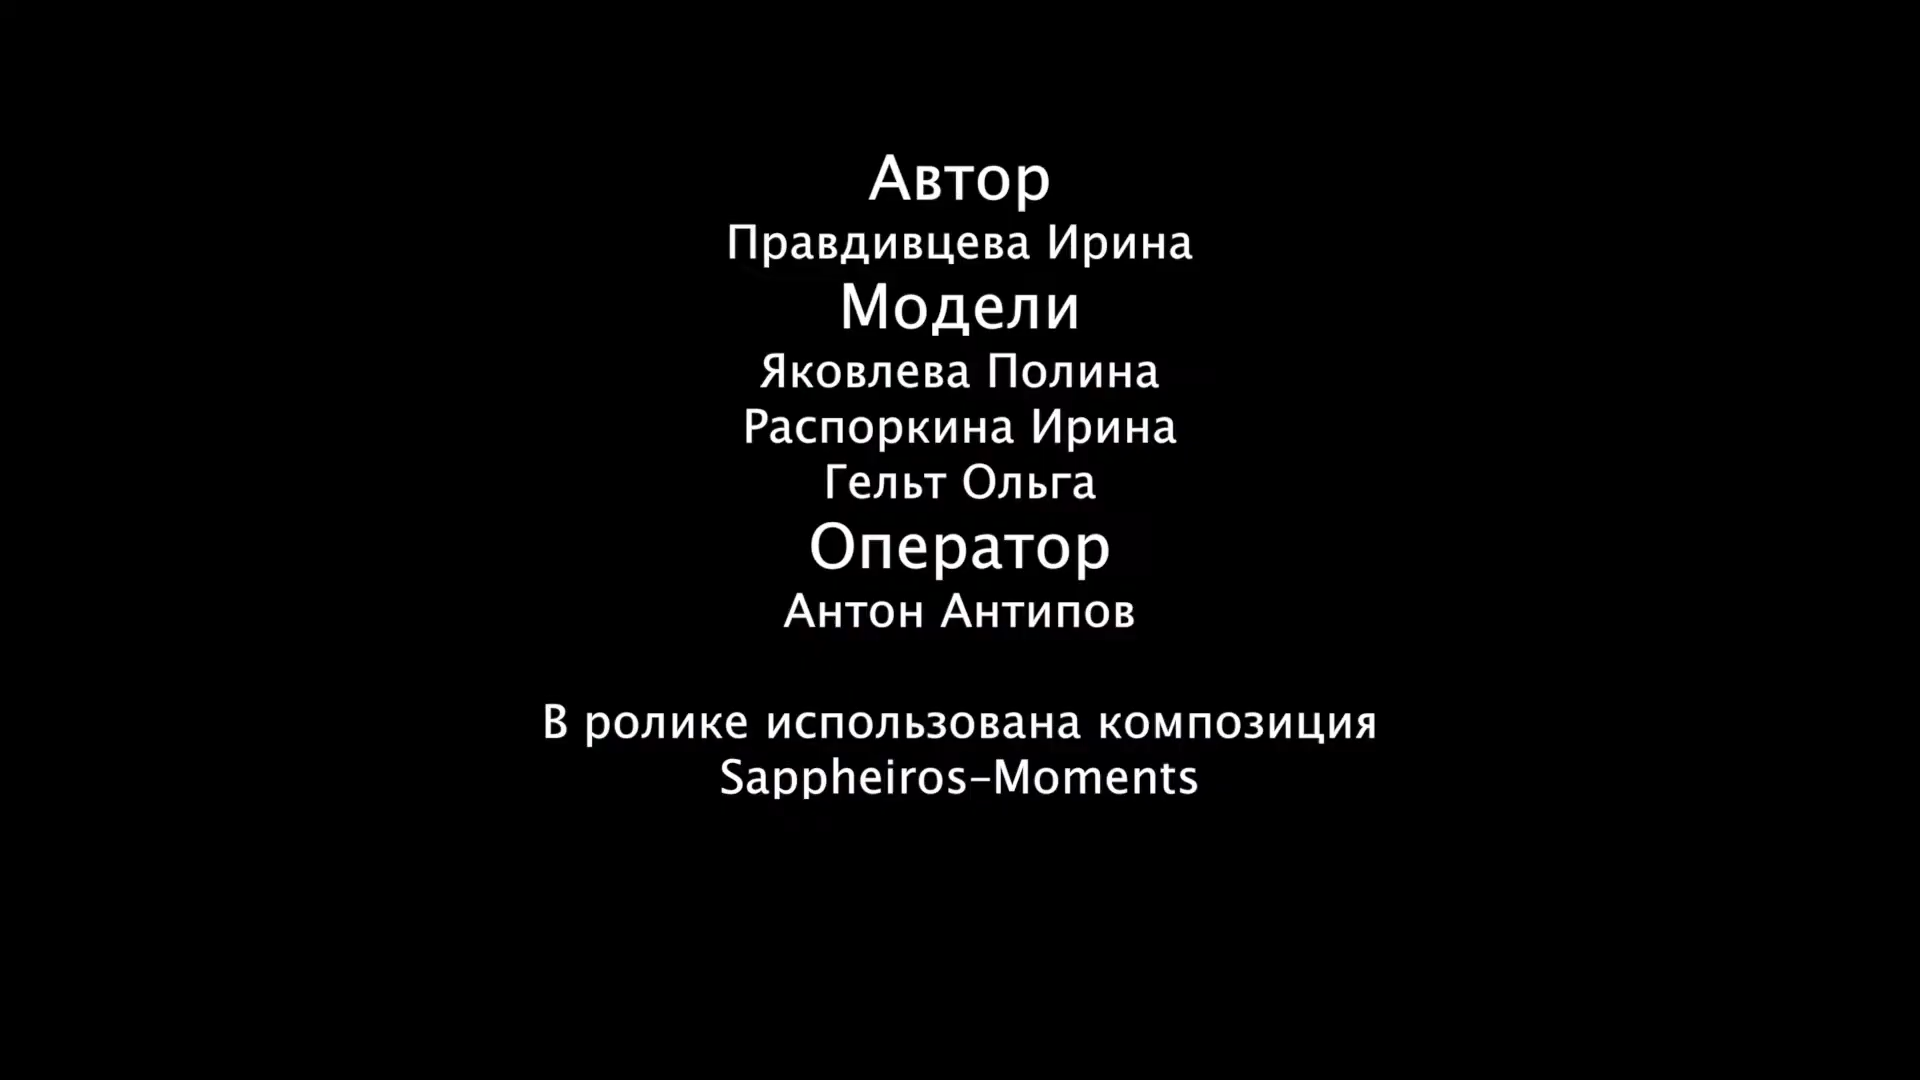 Автор
Правдивцева Ирина
Модели
Яковлева Полина
Распоркина Ирина
Гельт Ольга
Оператор
Антон Антипов
В ролике использована композиция
Sappheiros-Moments